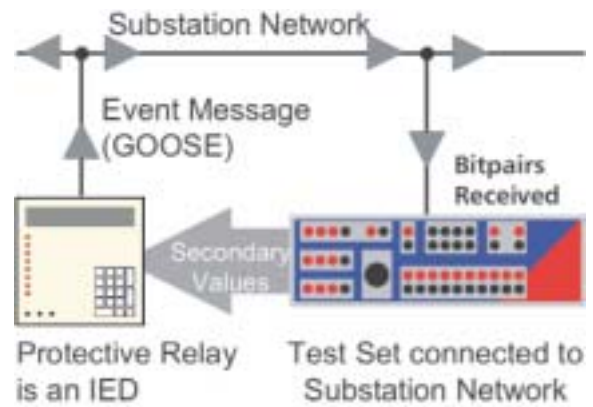 Substation Network
Event Message
(GOOSE)
Bitpairs
Received
Secondary
Values
Protective Relay
is an IED
Test Set connected to
Substation Network